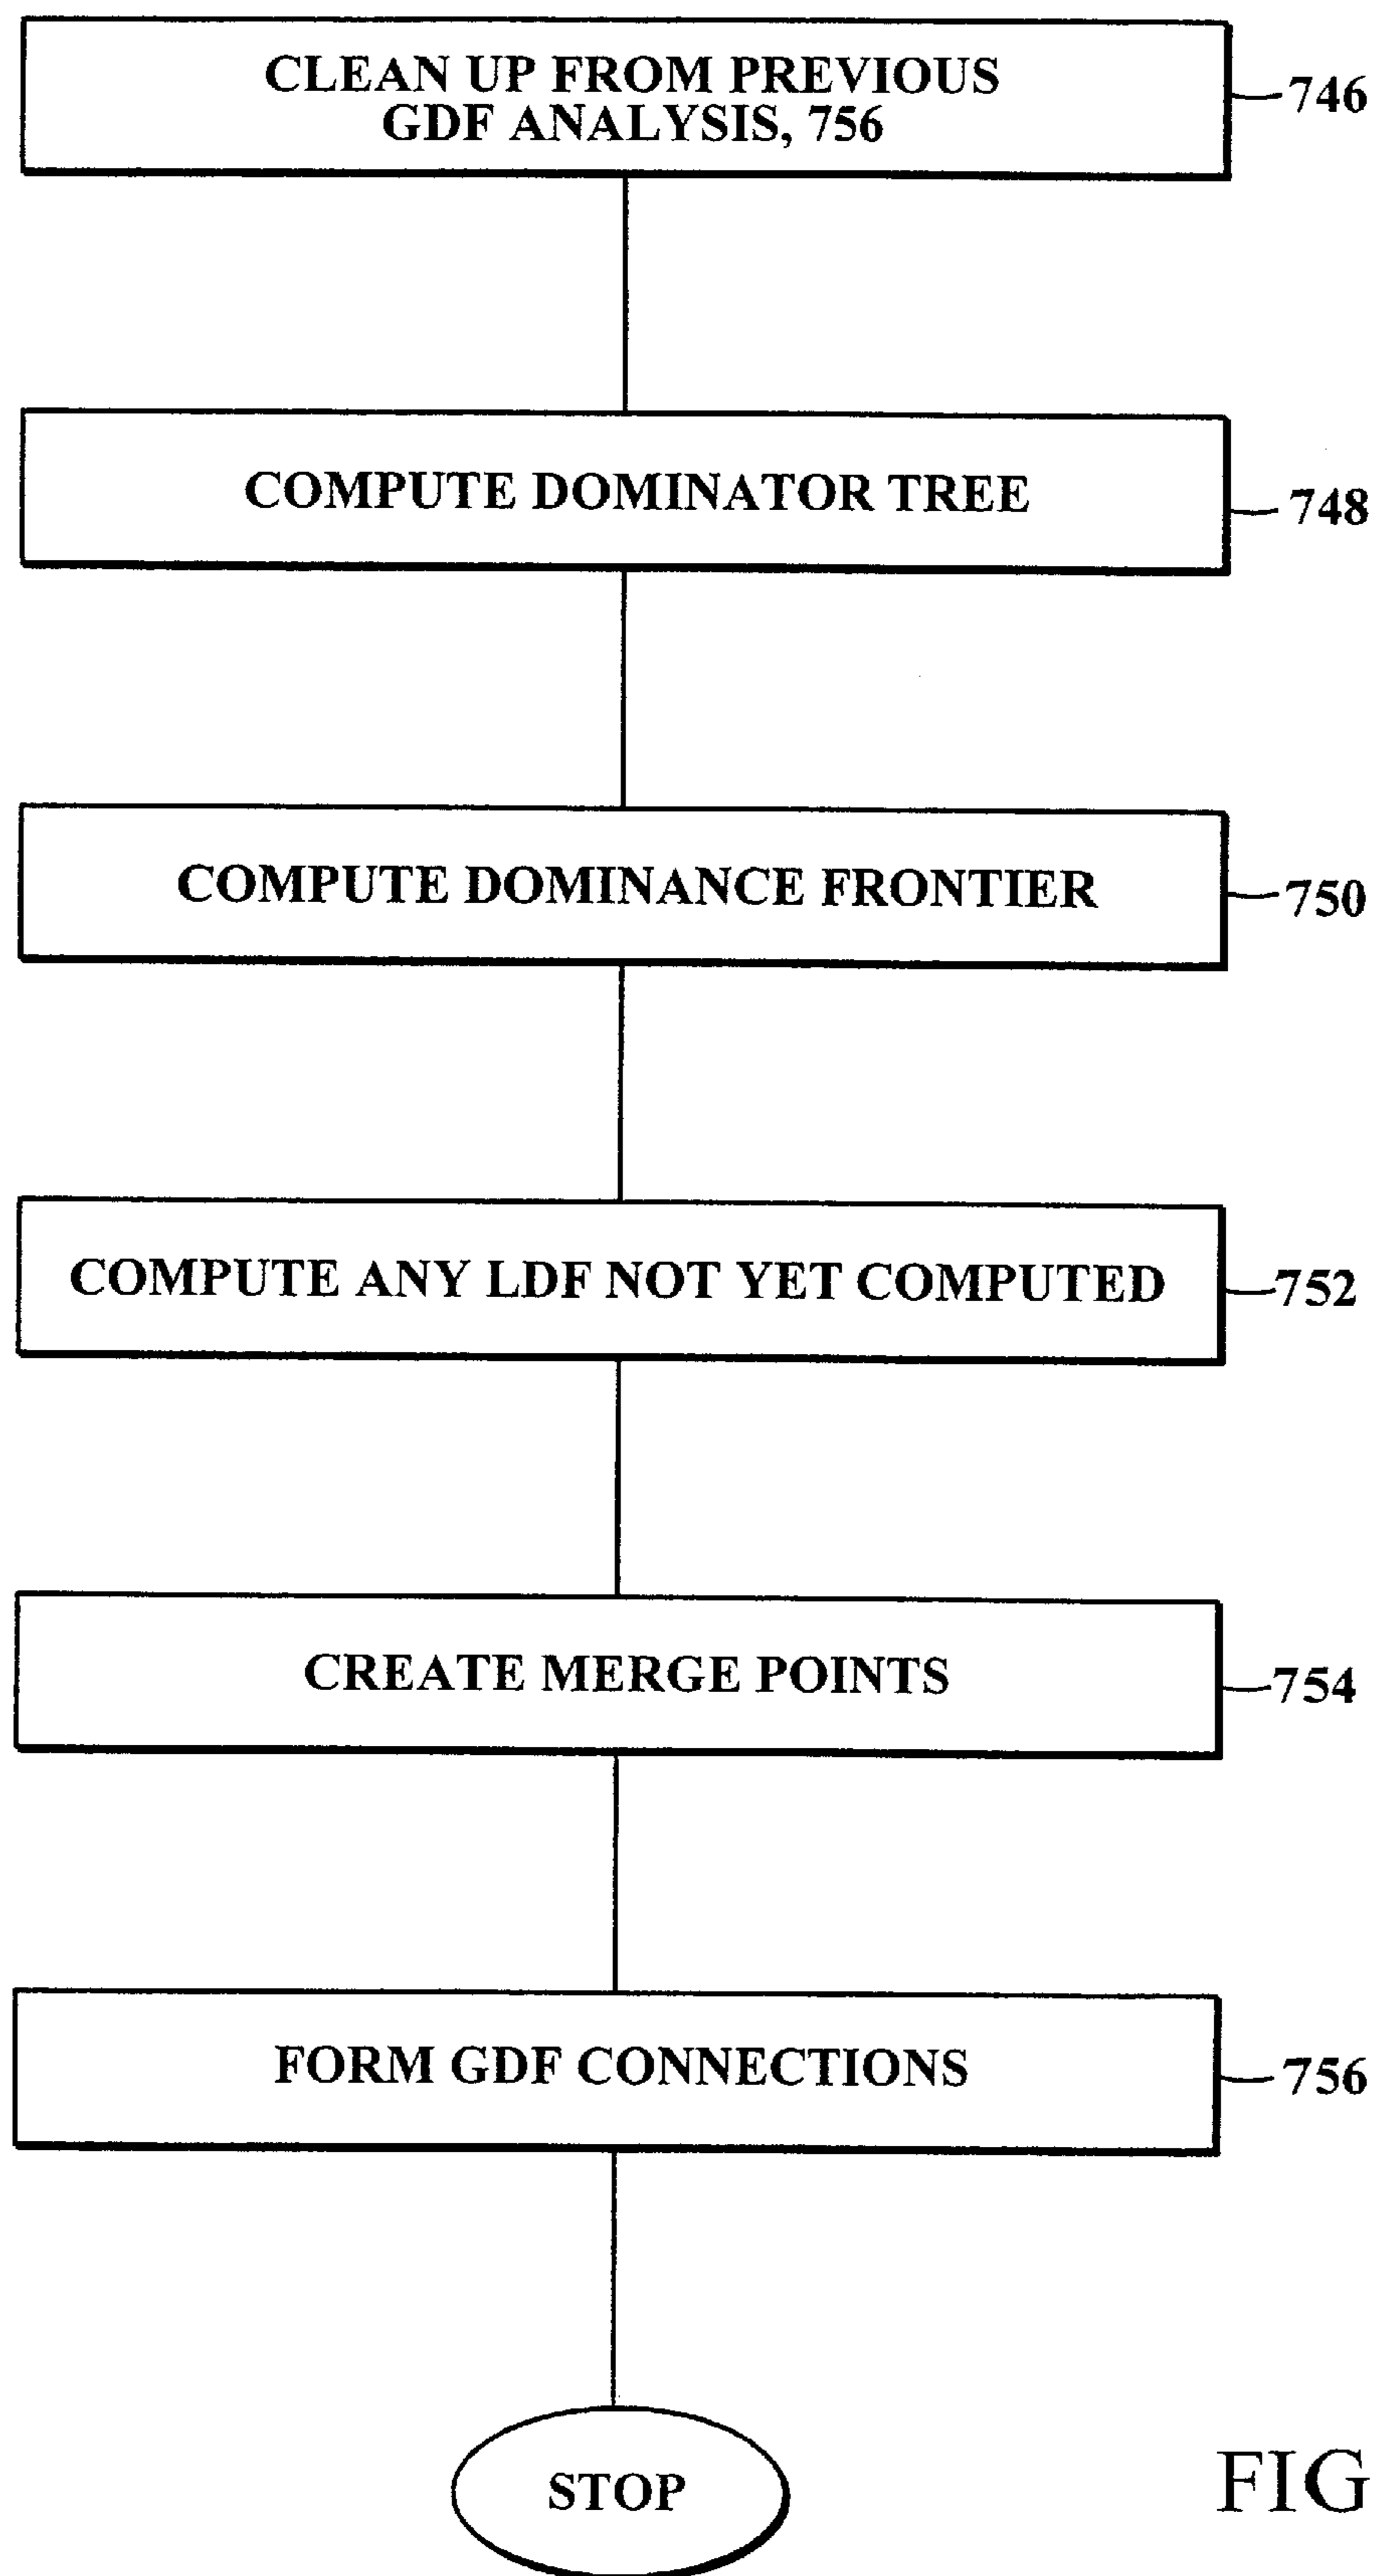 CLEAN UP FROM PREVIOUS
GDF ANALYSIS, 756
746
COMPUTE DOMINATOR TREE
748
COMPUTE DOMINANCE FRONTIER
750
COMPUTE ANY LDF NOT YET COMPUTED
752
CREATE MERGE POINTS
754
FORM GDF CONNECTIONS
756
STOP
FIG